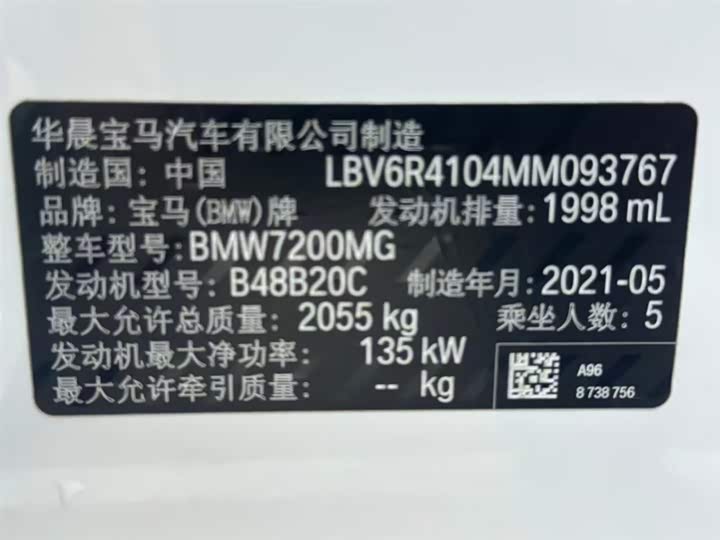 华晨宝马汽车有限公司制造
制造国: 中国 LBV6R4104MM093767
品牌: 宝马(BMW)牌 发动机排量: 1998 mL
整车型号: BMW7200MG
发动机型号: B48B20C 制造年月: 2021-05
最大允许总质量: 2055 kg 乘坐人数: 5
发动机最大净功率: 135 kW
最大允许牵引质量: -- kg
A96
8 738 756